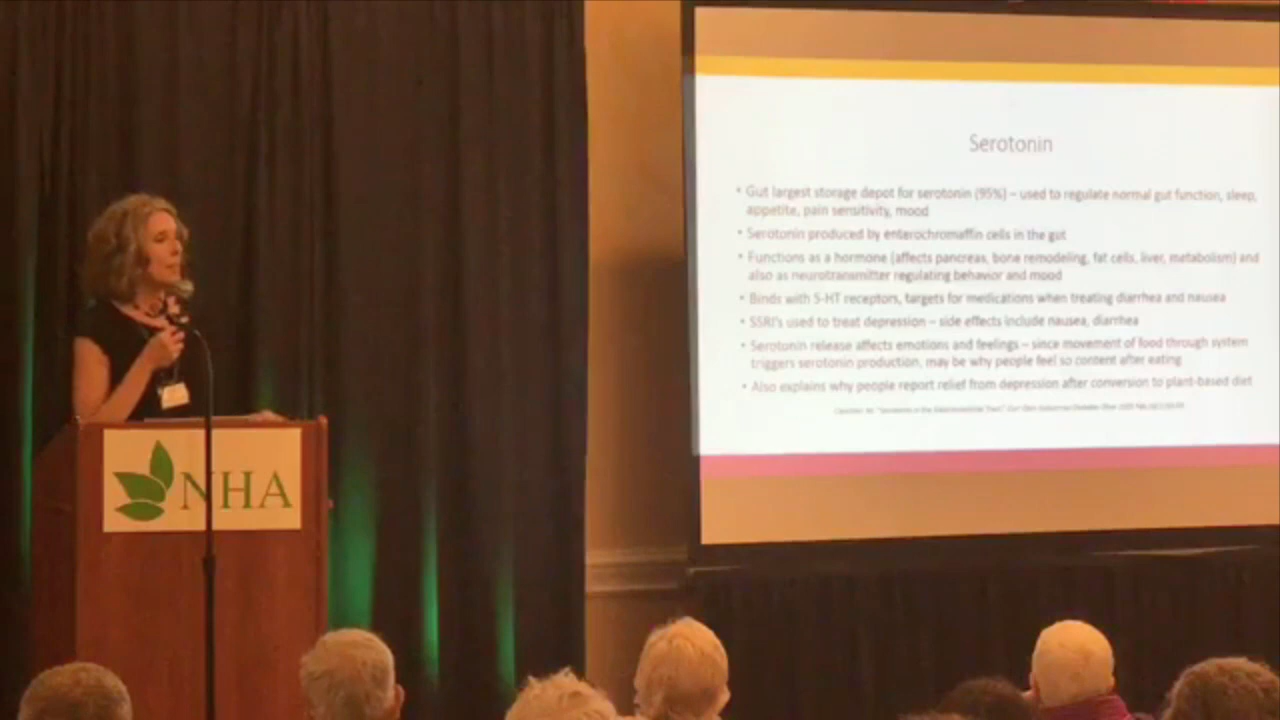 NHA
Serotonin
• Gut largest storage depot for serotonin (95%) – used to regulate normal gut function, sleep,
appetite, pain sensitivity, mood
• Serotonin produced by enterochromaffin cells in the gut
• Functions as a hormone (affects pancreas, bone remodeling, fat cells, liver, metabolism) and
also as neurotransmitter regulating behavior and mood
• Binds with 5-HT receptors, targets for medications when treating diarrhea and nausea
• SSRI's used to treat depression – side effects include nausea, diarrhea
• Serotonin release affects emotions and feelings – since movement of food through system
triggers serotonin production, may be why people feel so content after eating
• Also explains why people report relief from depression after conversion to plant-based diet